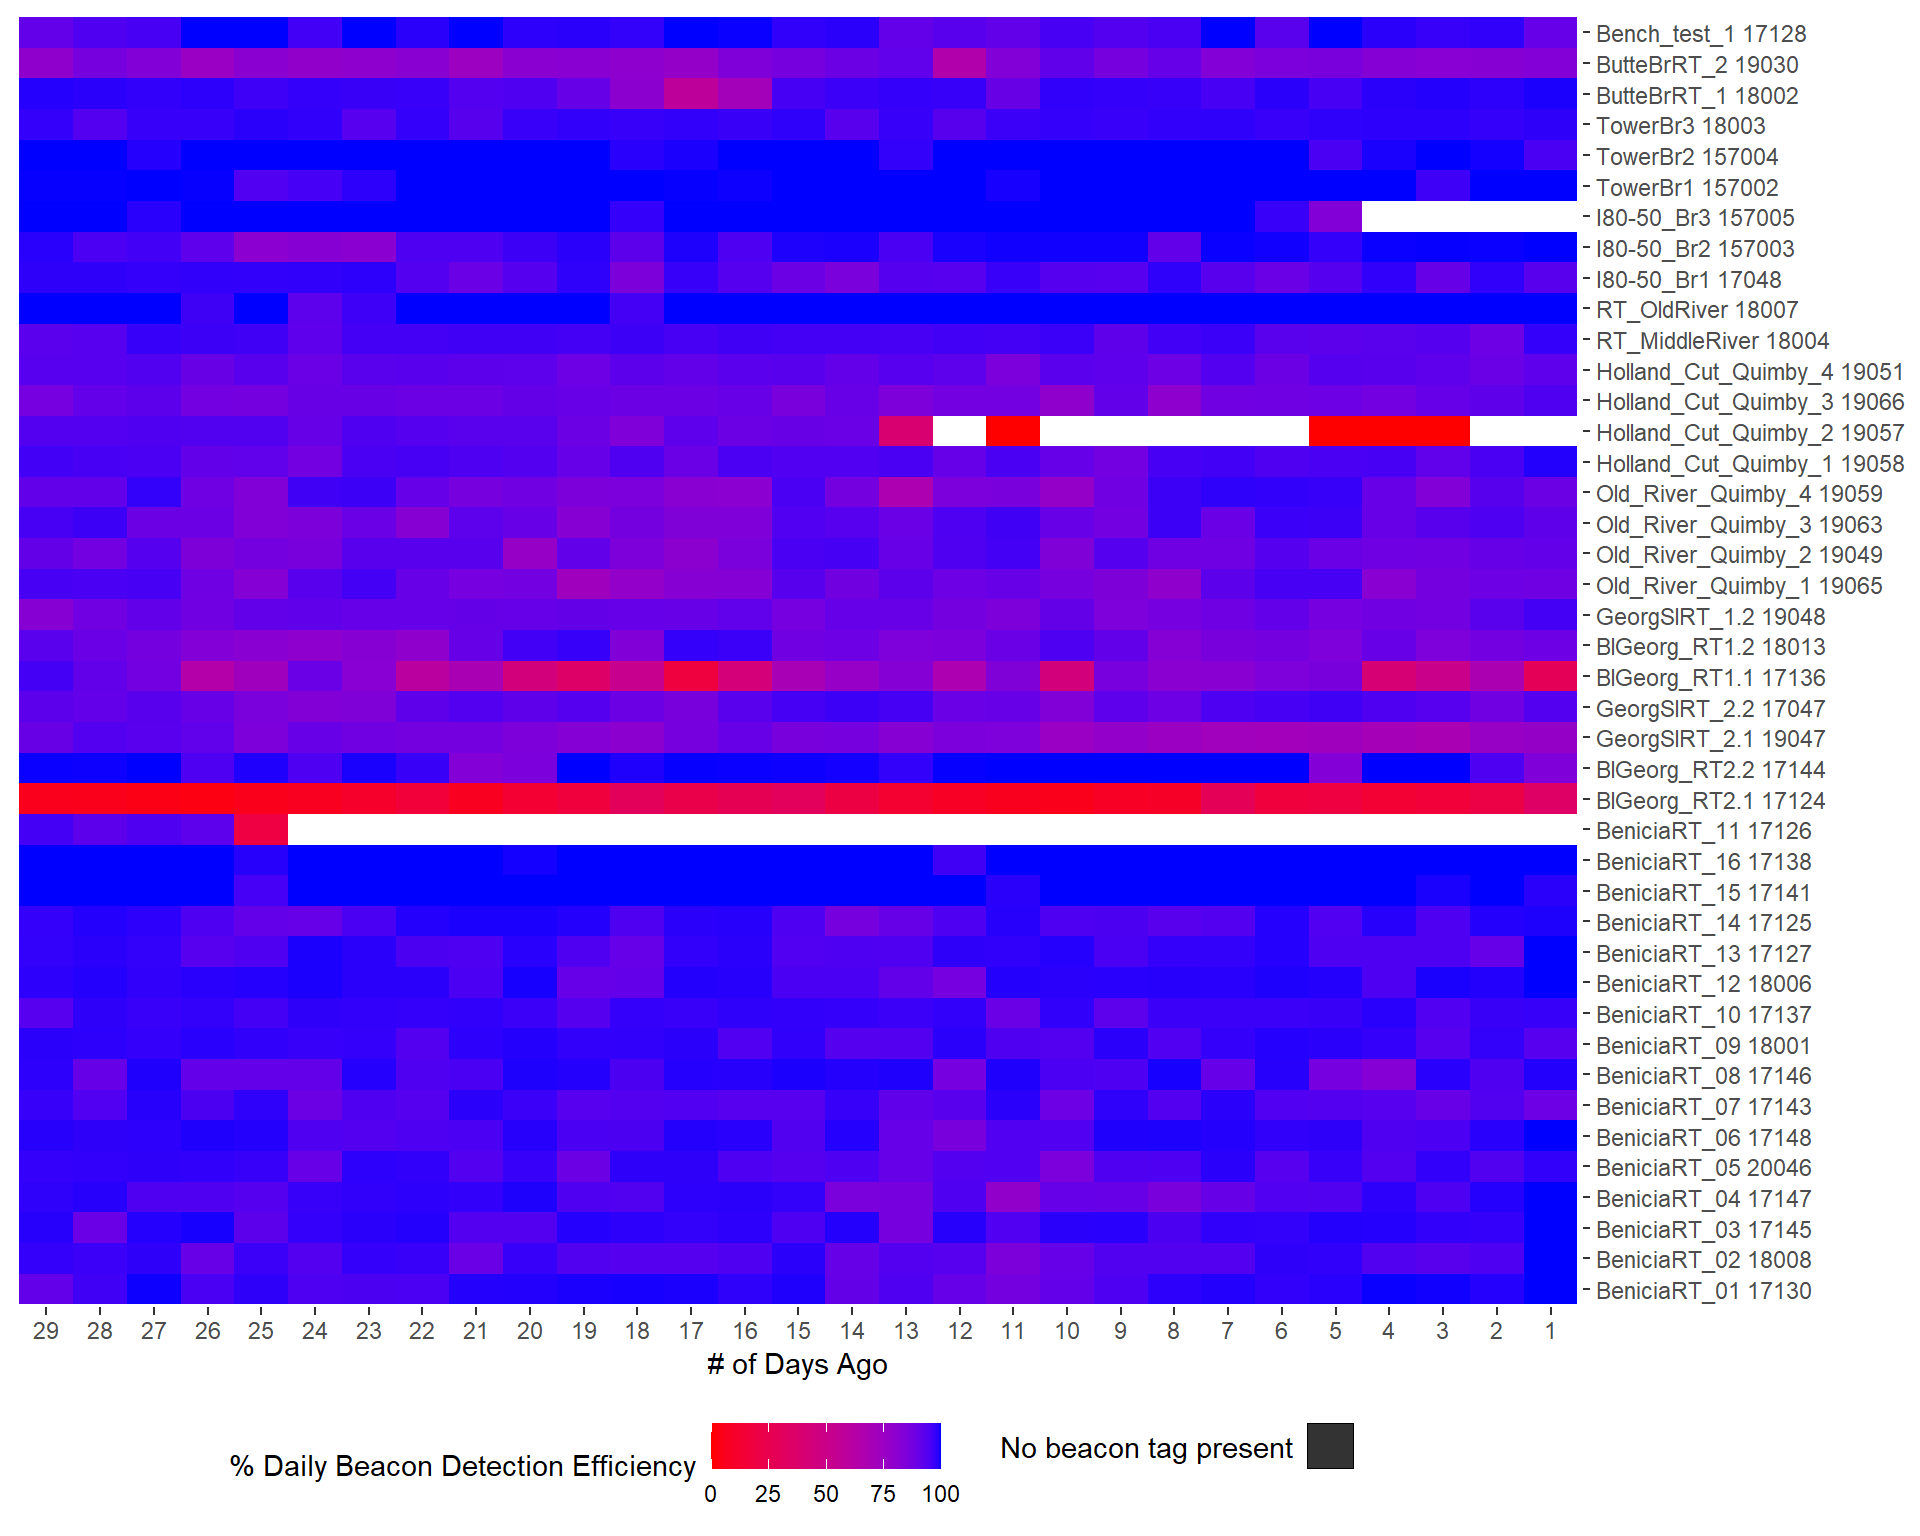 Bench_test_1 17128
ButteBrRT_2 19030
ButteBrRT_1 18002
TowerBr3 18003
TowerBr2 157004
TowerBr1 157002
I80-50_Br3 157005
I80-50_Br2 157003
I80-50_Br1 17048
RT_OldRiver 18007
RT_MiddleRiver 18004
Holland_Cut_Quimby_4 19051
Holland_Cut_Quimby_3 19066
Holland_Cut_Quimby_2 19057
Holland_Cut_Quimby_1 19058
Old_River_Quimby_4 19059
Old_River_Quimby_3 19063
Old_River_Quimby_2 19049
Old_River_Quimby_1 19065
GeorgSlRT_1.2 19048
BlGeorg_RT1.2 18013
BlGeorg_RT1.1 17136
GeorgSlRT_2.2 17047
GeorgSlRT_2.1 19047
BlGeorg_RT2.2 17144
BlGeorg_RT2.1 17124
BeniciaRT_11 17126
BeniciaRT_16 17138
BeniciaRT_15 17141
BeniciaRT_14 17125
BeniciaRT_13 17127
BeniciaRT_12 18006
BeniciaRT_10 17137
BeniciaRT_09 18001
BeniciaRT_08 17146
BeniciaRT_07 17143
BeniciaRT_06 17148
BeniciaRT_05 20046
BeniciaRT_04 17147
BeniciaRT_03 17145
BeniciaRT_02 18008
BeniciaRT_01 17130
29 28 27 26 25 24 23 22 21 20 19 18 17 16 15 14 13 12 11 10 9 8 7 6 5 4 3 2 1
# of Days Ago
% Daily Beacon Detection Efficiency
0 25 50 75 100
No beacon tag present